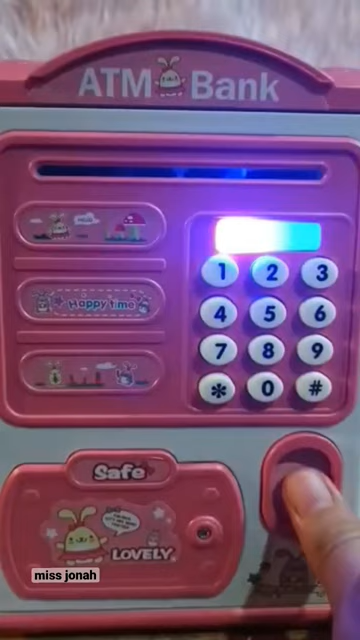 ATM Bank
1 2 3
Happy time
4 5 6
7 8 9
* 0 #
Safe
LOVELY
miss jonah